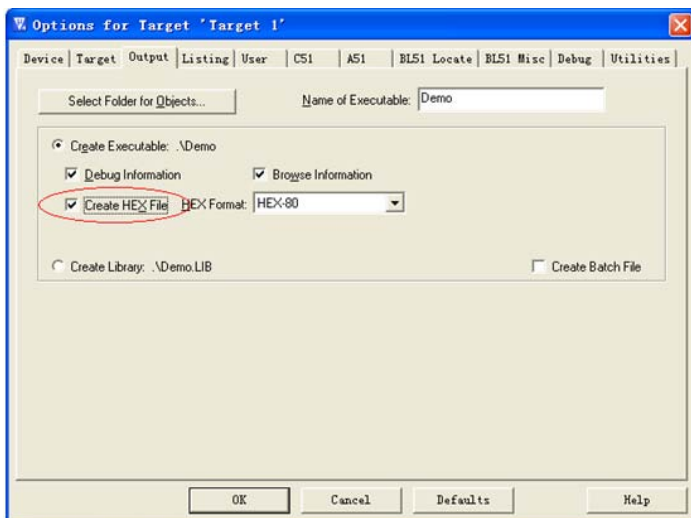 Options for Target 'Target 1'
Device Target Output Listing User C51 A51 BL51 Locate BL51 Misc Debug Utilities
Select Folder for Objects... Name of Executable: Demo
Create Executable: .\Demo
Debug Information Browse Information
Create HEX File HEX Format: HEX-80
Create Library: .\Demo.LIB Create Batch File
OK Cancel Defaults Help